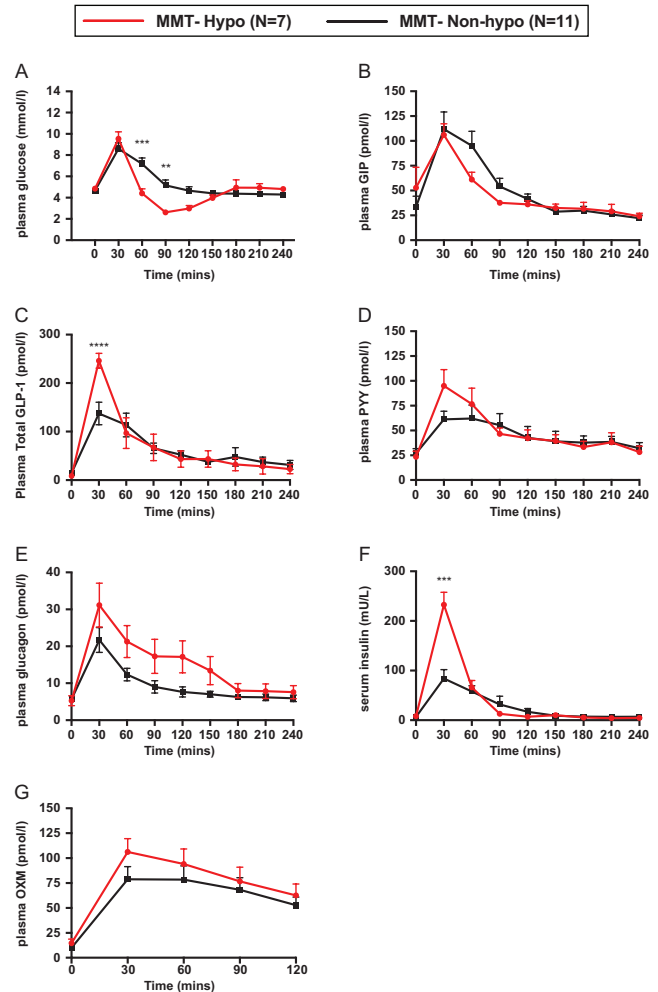 MMT- Hypo (N=7) MMT- Non-hypo (N=11)
A
plasma glucose (mmol/l)
14
12
10
8
6
4
2
0
***
**
0 30 60 90 120 150 180 210 240
Time (mins)
B
plasma GIP (pmol/l)
150
125
100
75
50
25
0
0 30 60 90 120 150 180 210 240
Time (mins)
C
Plasma Total GLP-1 (pmol/l)
300
200
100
0
****
0 30 60 90 120 150 180 210 240
Time (mins)
D
plasma PYY (pmol/l)
150
125
100
75
50
25
0
0 30 60 90 120 150 180 210 240
Time (mins)
E
plasma glucagon (pmol/l)
40
30
20
10
0
0 30 60 90 120 150 180 210 240
Time (mins)
F
serum insulin (mU/L)
300
200
100
0
***
0 30 60 90 120 150 180 210 240
Time (mins)
G
plasma OXM (pmol/l)
150
125
100
75
50
25
0
0 30 60 90 120
Time (mins)